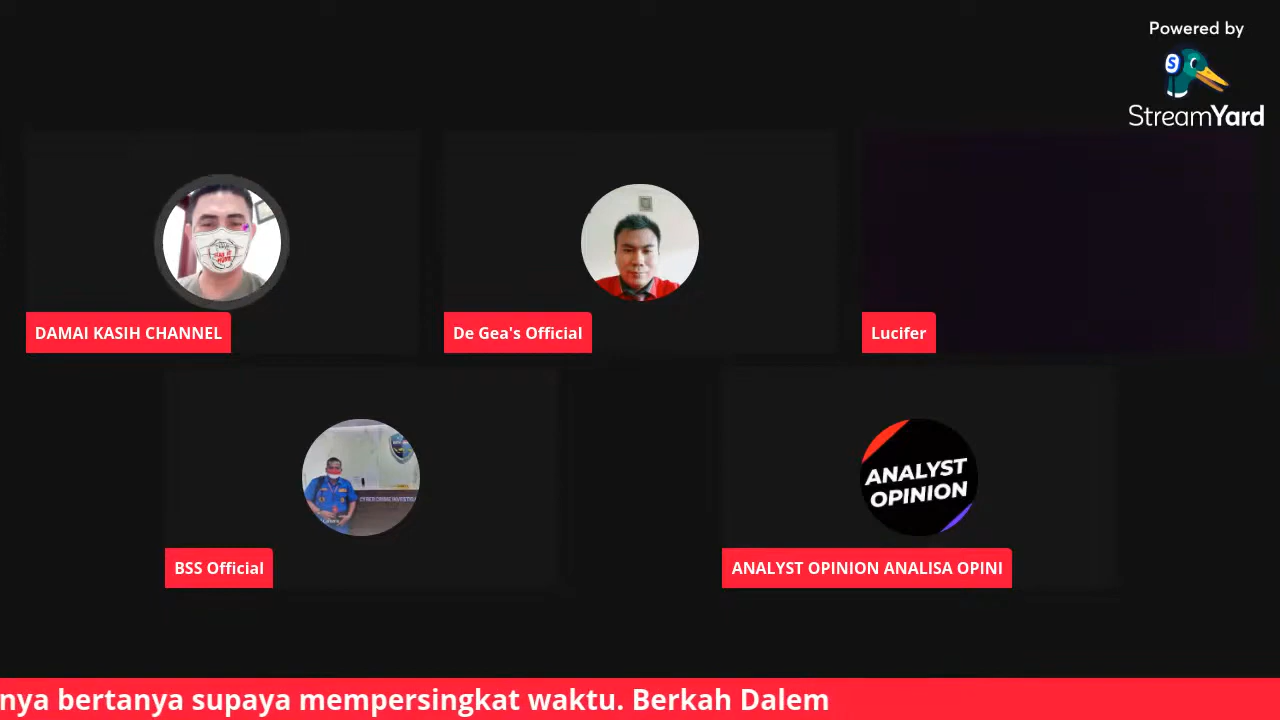 Powered by
StreamYard
DAMAI KASIH CHANNEL
De Gea's Official
Lucifer
ANALYST
OPINION
BSS Official
ANALYST OPINION ANALISA OPINI
nya bertanya supaya mempersingkat waktu. Berkah Dalem